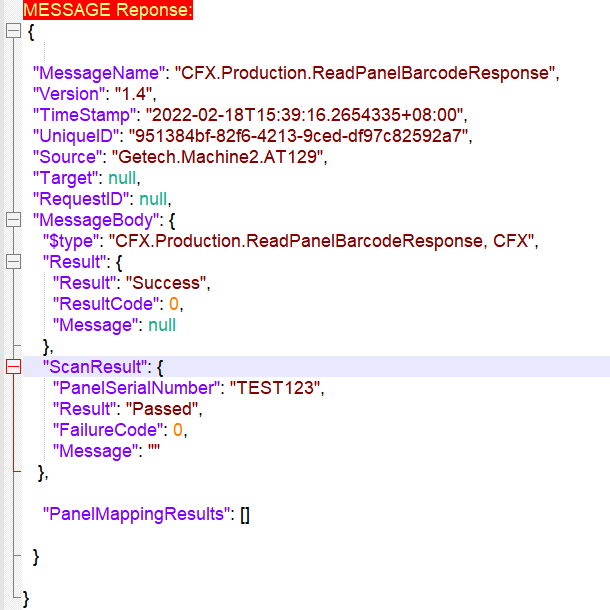 MESSAGE Reponse:
{
"MessageName": "CFX.Production.ReadPanelBarcodeResponse",
"Version": "1.4",
"TimeStamp": "2022-02-18T15:39:16.2654335+08:00",
"UniqueID": "951384bf-82f6-4213-9ced-df97c82592a7",
"Source": "Getech.Machine2.AT129",
"Target": null,
"RequestID": null,
"MessageBody": {
"$type": "CFX.Production.ReadPanelBarcodeResponse, CFX",
"Result": {
"Result": "Success",
"ResultCode": 0,
"Message": null
},
"ScanResult": {
"PanelSerialNumber": "TEST123",
"Result": "Passed",
"FailureCode": 0,
"Message": ""
},
"PanelMappingResults": []
}
}